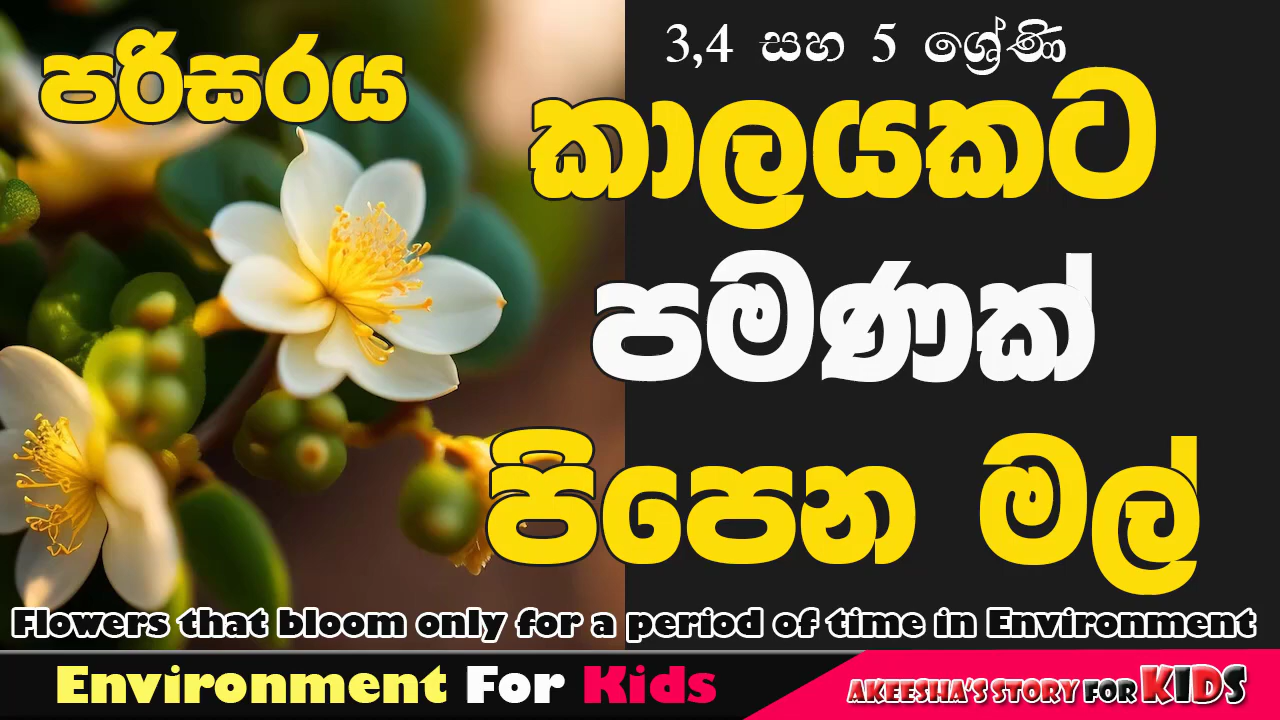 පරිසරය
3,4 සහ 5 ශ්‍රේණි
කාලයකට
පමණක්
පිපෙන මල්
Flowers that bloom only for a period of time in Environment
Environment For Kids
AKEESHA'S STORY FOR KIDS